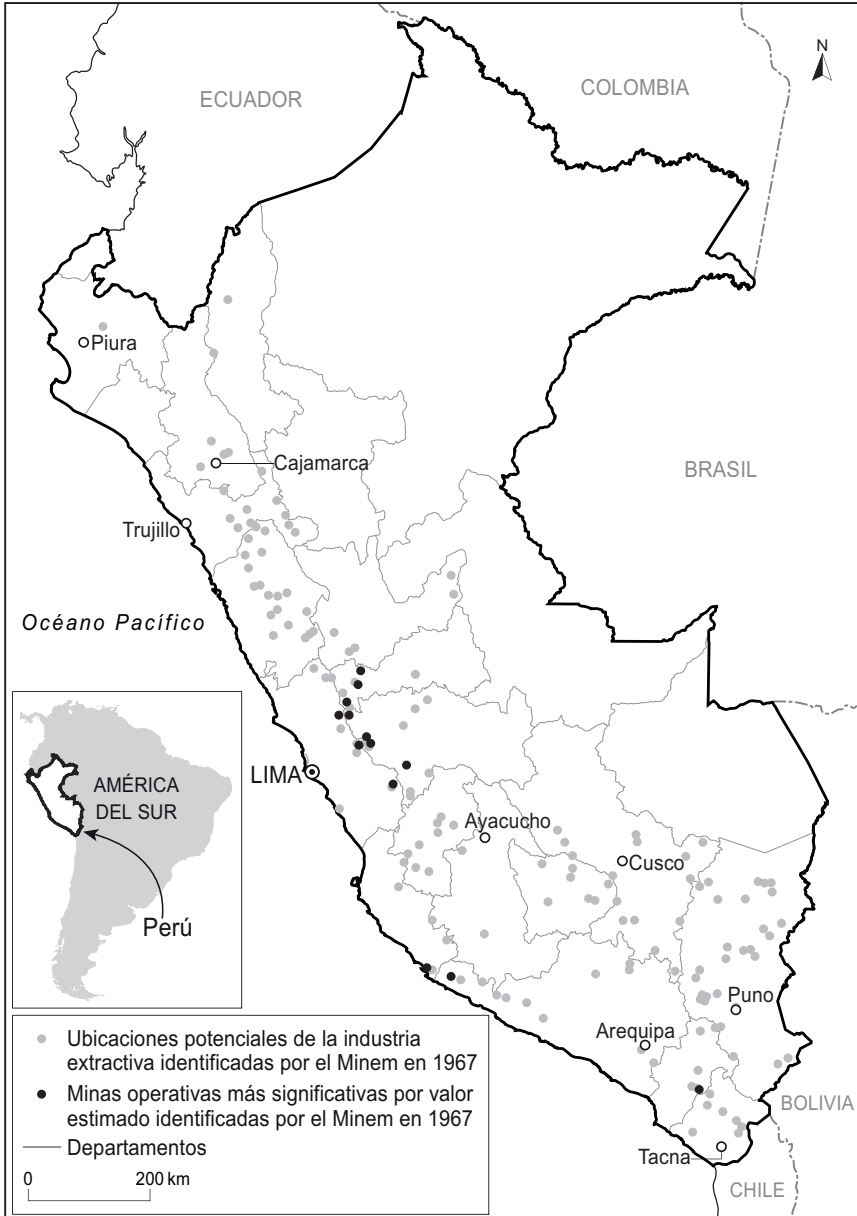 N
ECUADOR
COLOMBIA
Piura
Cajamarca
BRASIL
Trujillo
Océano Pacífico
LIMA
AMÉRICA
DEL SUR
Perú
Ayacucho
Cusco
Puno
Arequipa
BOLIVIA
Tacna
CHILE
Ubicaciones potenciales de la industria
extractiva identificadas por el Minem en 1967
Minas operativas más significativas por valor
estimado identificadas por el Minem en 1967
Departamentos
0 200 km